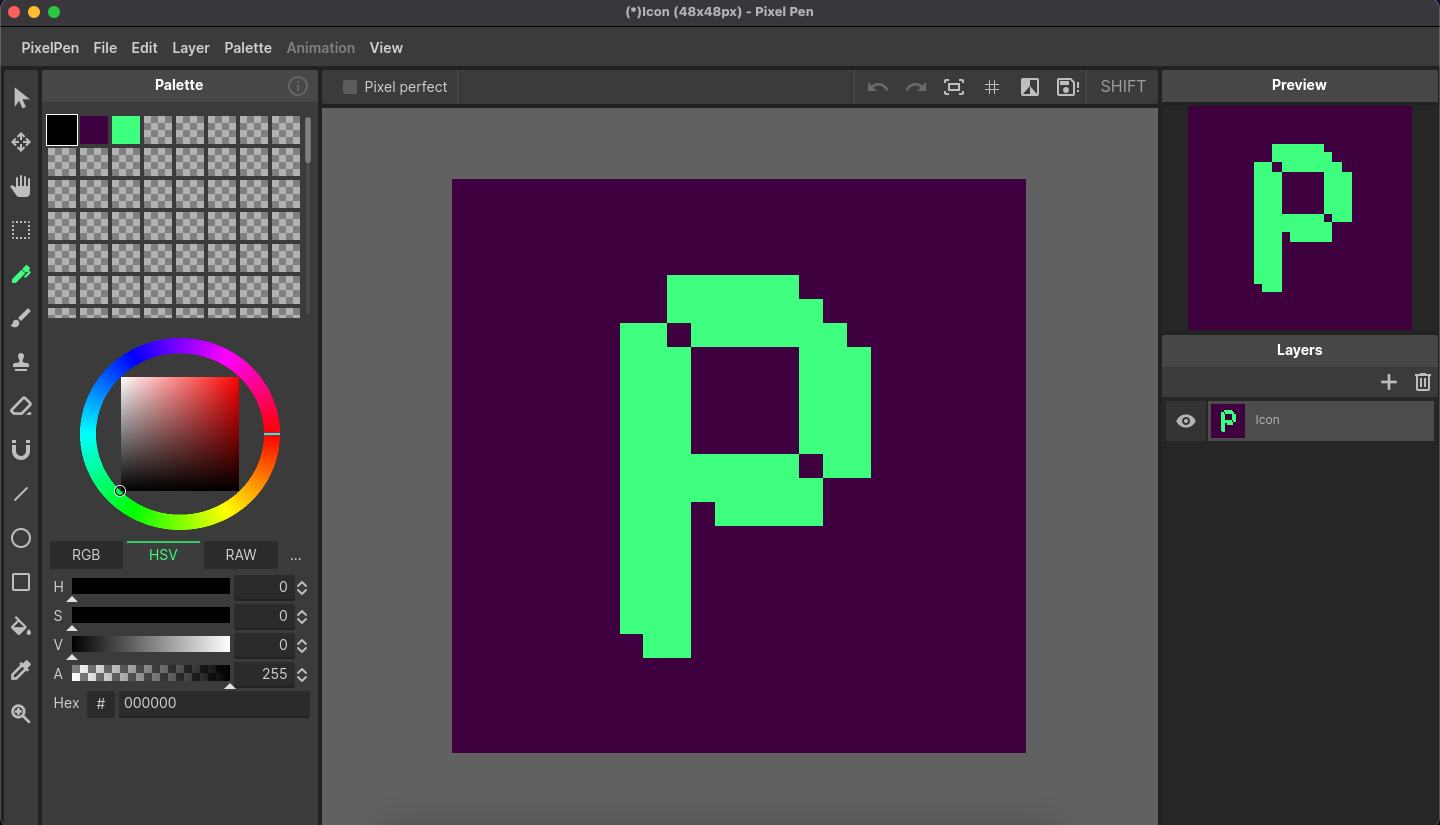 (*)Icon (48x48px) - Pixel Pen
PixelPen File Edit Layer Palette Animation View
Palette
Pixel perfect
SHIFT
Preview
P
Layers
Icon
RGB HSV RAW ...
H 0
S 0
V 0
A 255
Hex # 000000